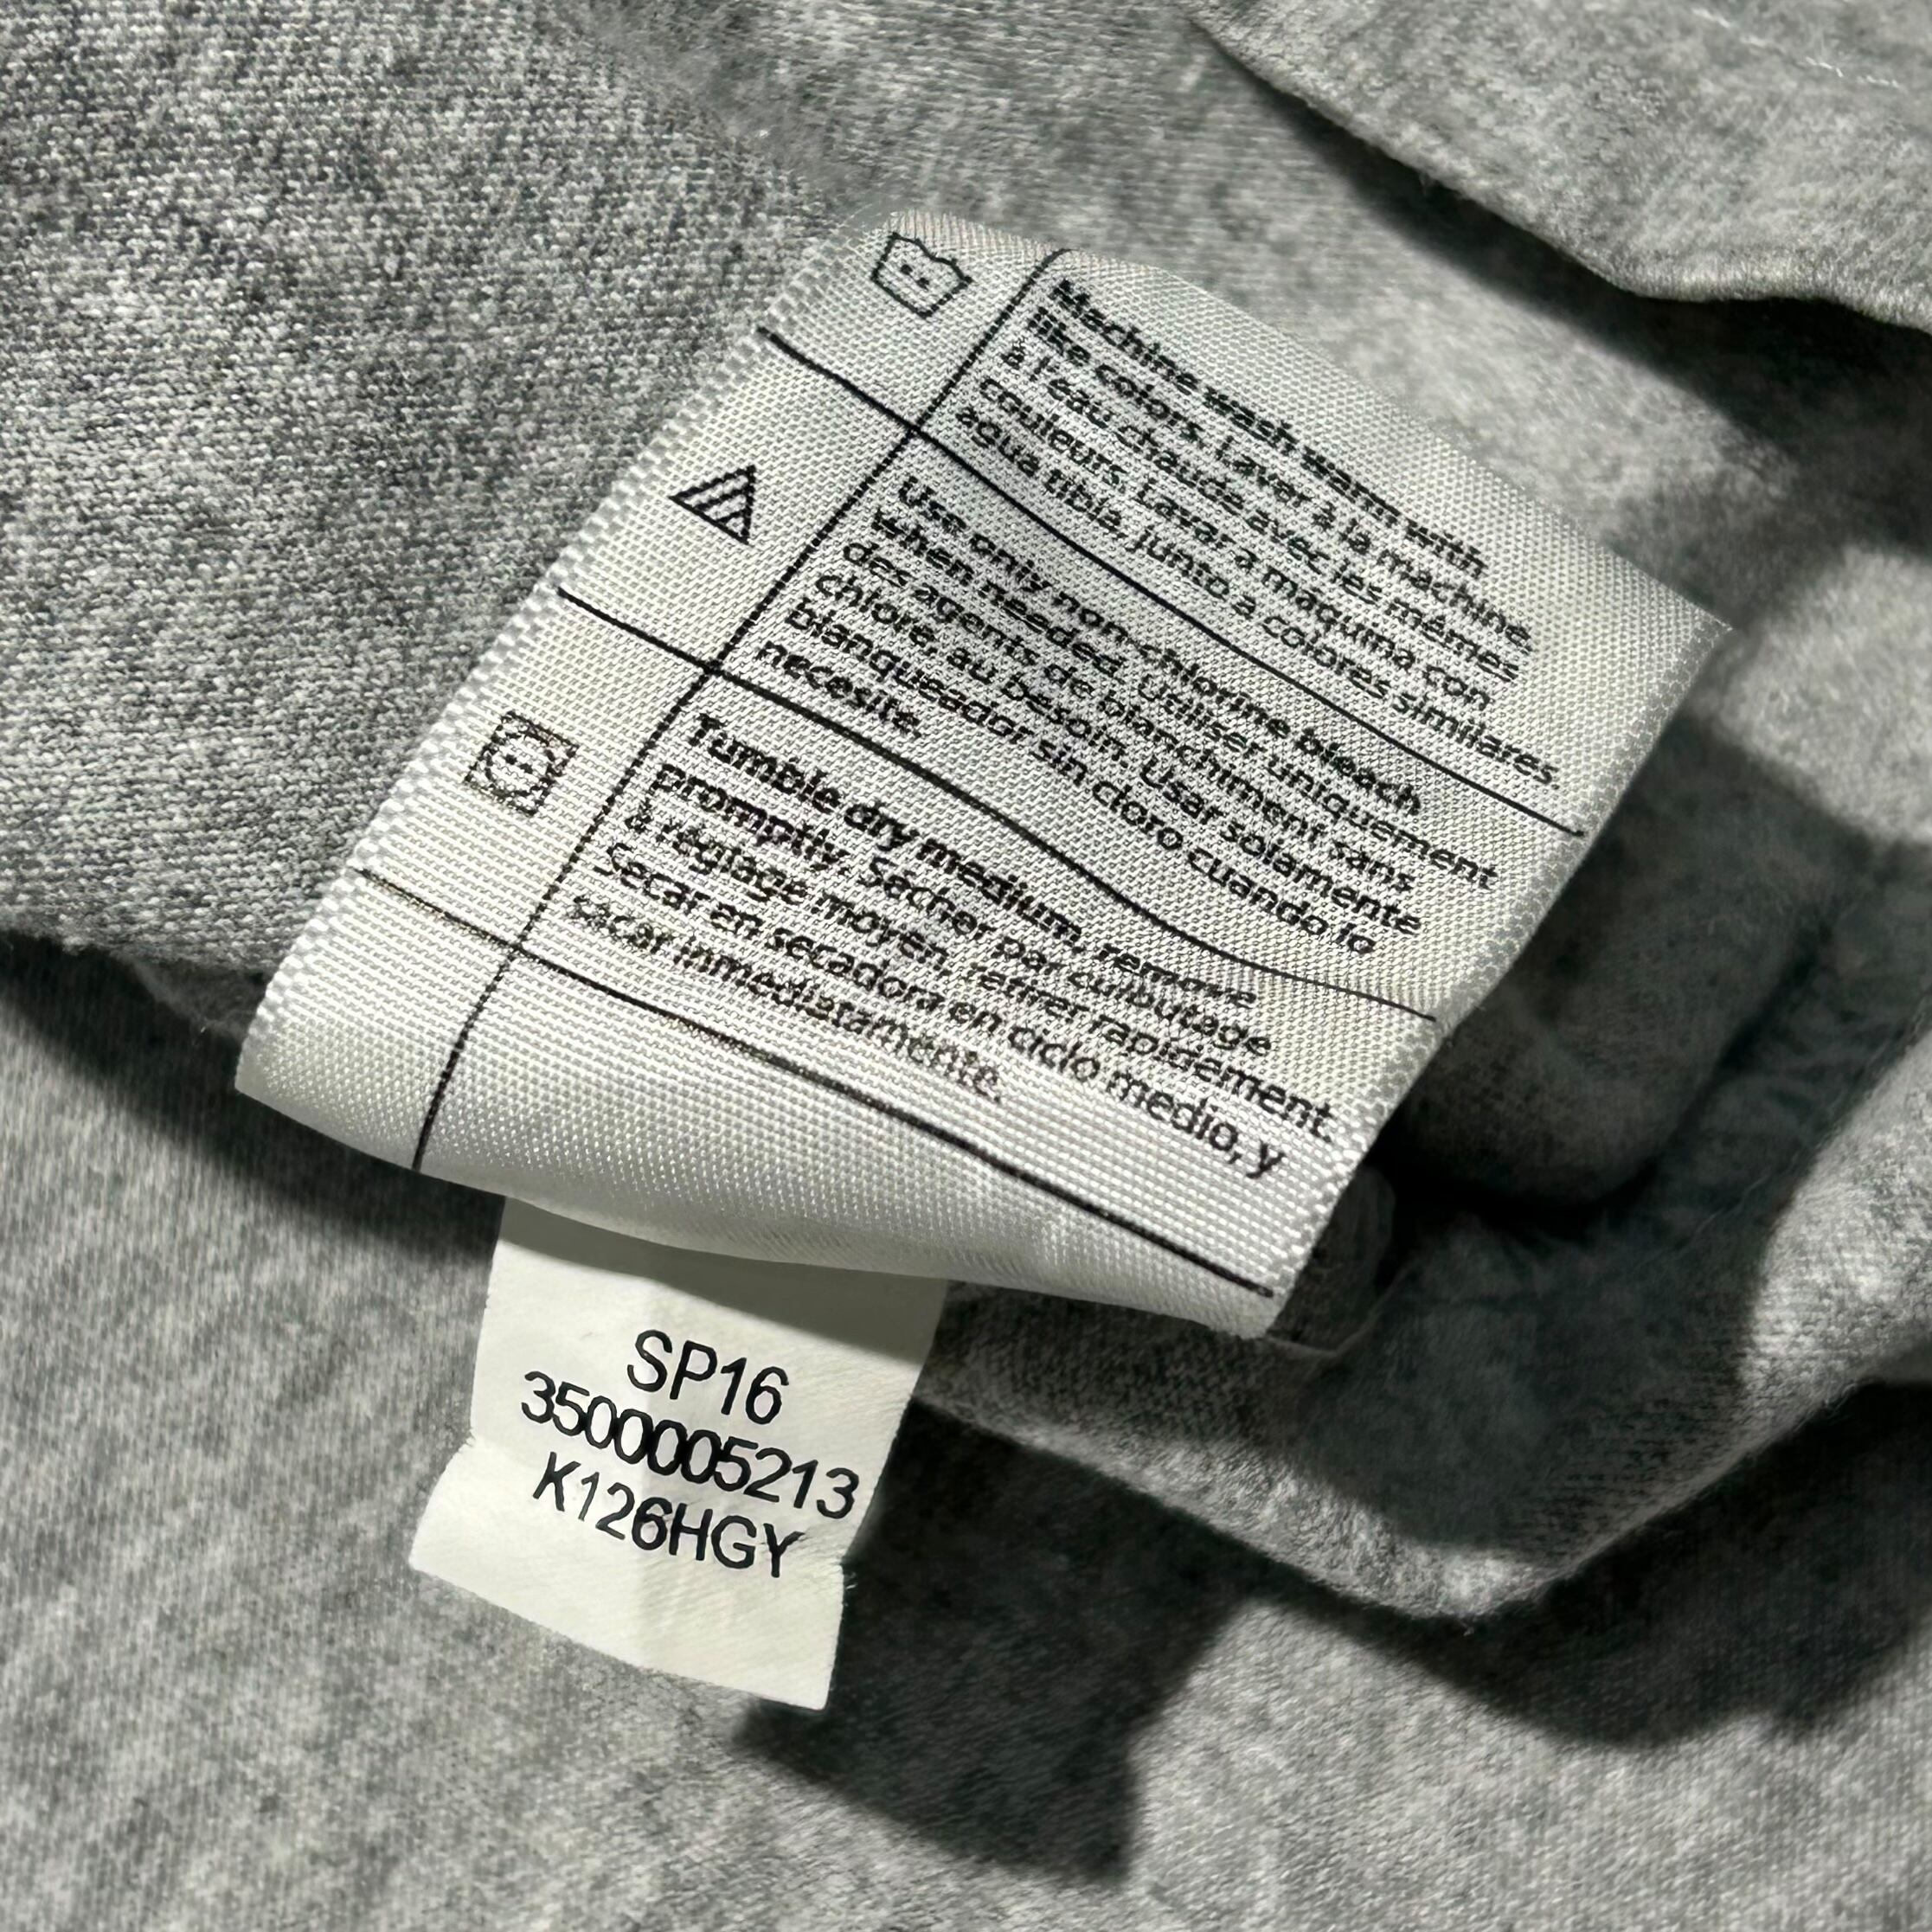 Machine wash warm with
like colors. Laver à la machine
à l'eau chaude avec les mêmes
couleurs. Lavar a máquina con
agua tibia, junto a colores similares.
Use only non-chlorine bleach
when needed. Utiliser uniquement
des agents de blanchiment sans
chlore, au besoin. Usar solamente
blanqueador sin cloro cuando lo
necesite.
Tumble dry medium, remove
promptly. Sácher par culbutage
à réglage moyen, retirer rapidement.
Secar en secadora en ciclo medio, y
sacar inmediatamente.
SP16
3500005213
K126HGY